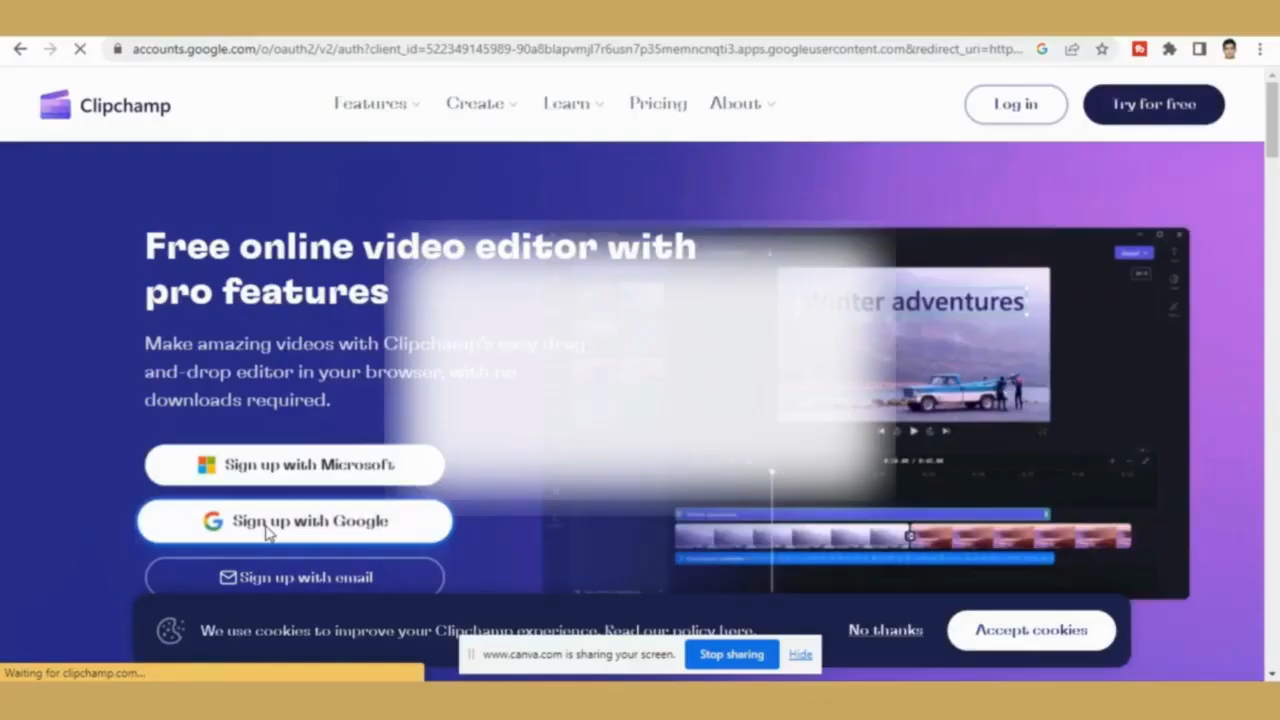 accounts.google.com/o/oauth2/v2/auth?client_id=522349145989-90a8blapvmjl7r6usn7p35memncnqti3.apps.googleusercontent.com&redirect_uri=http...
Clipchamp
Features
Create
Learn
Pricing
About
Log in
Try for free
Free online video editor with
pro features
Make amazing videos with Clipchamp's easy drag-
and-drop editor in your browser, with no
downloads required.
Winter adventures
Sign up with Microsoft
Sign up with Google
Sign up with email
We use cookies to improve your Clipchamp experience. Read our policy here.
No thanks
Accept cookies
www.canva.com is sharing your screen.
Stop sharing
Hide
Waiting for clipchamp.com...